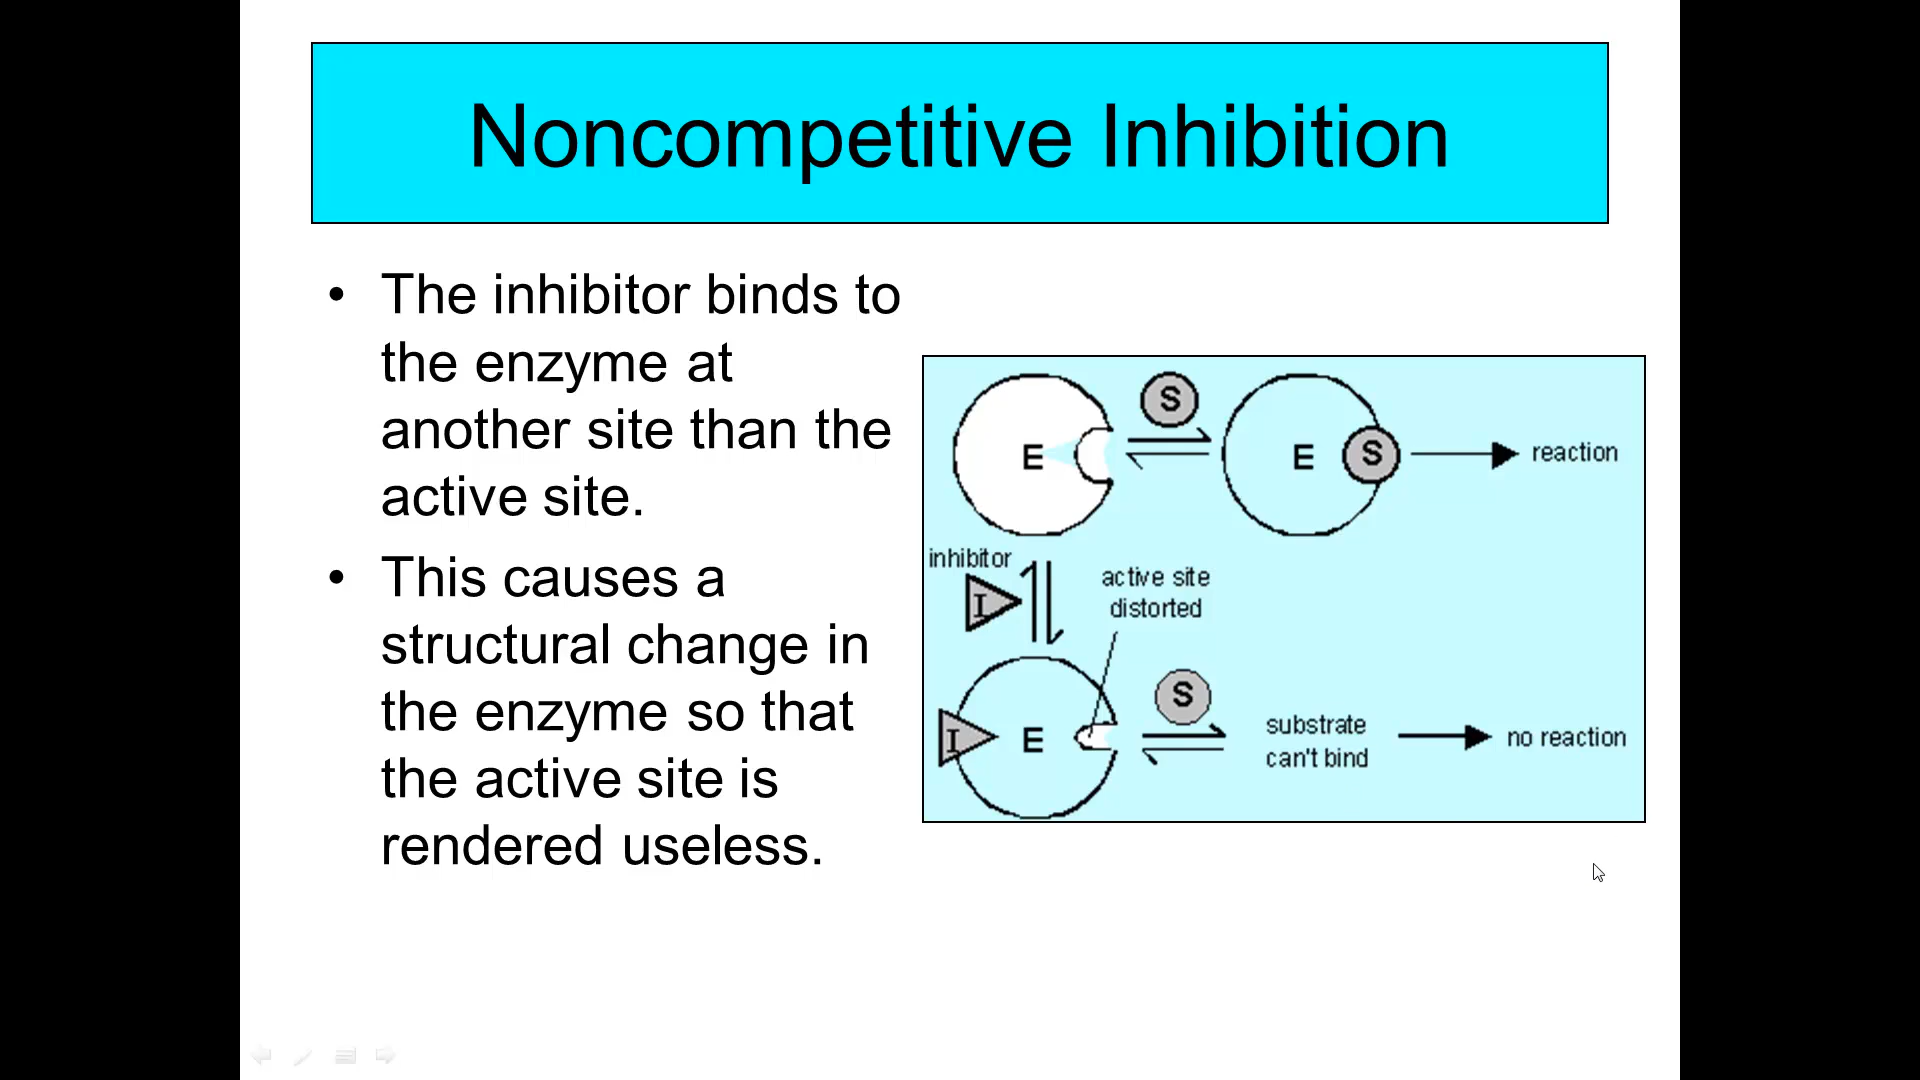 Noncompetitive Inhibition
• The inhibitor binds to
the enzyme at
another site than the
active site.
• This causes a
structural change in
the enzyme so that
the active site is
rendered useless.
S
E
E
S
reaction
inhibitor
I
active site
distorted
I
E
S
substrate
can't bind
no reaction